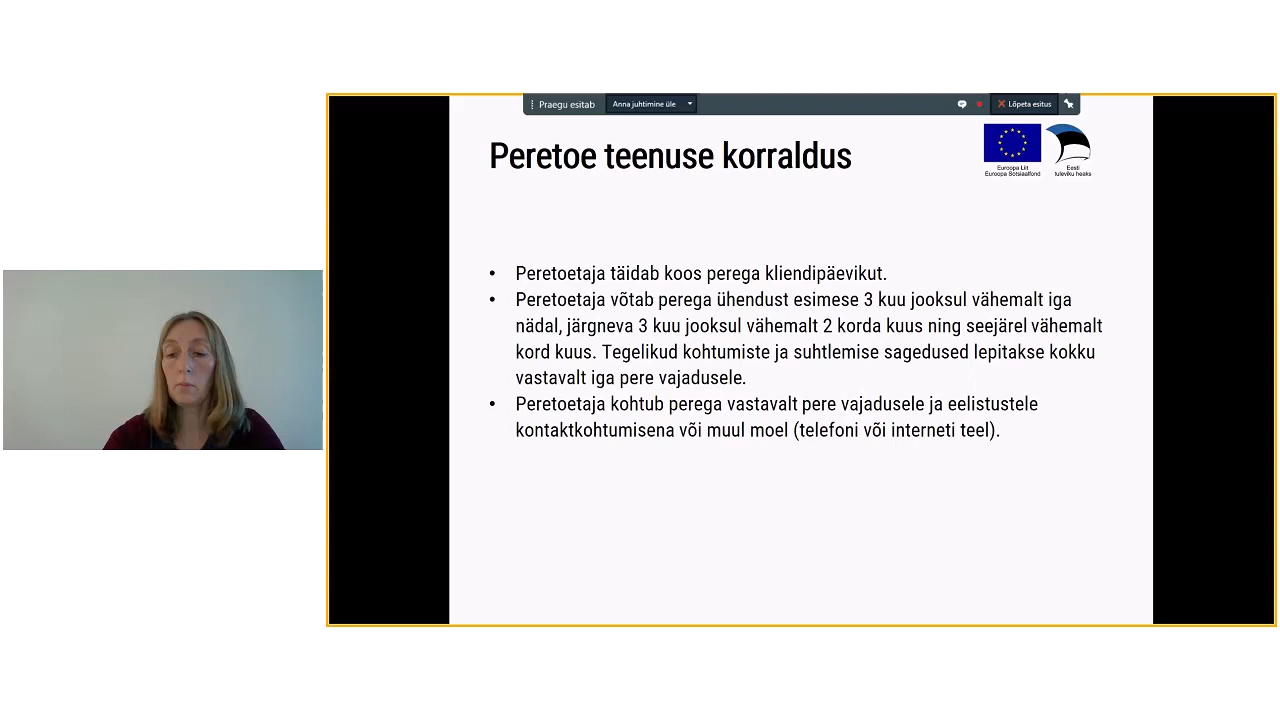 Praegu esitab
Anna juhtimine üle
Lõpeta esitus
Peretoe teenuse korraldus
Euroopa Liit
Euroopa Sotsiaalfond
Eesti
tuleviku heaks
• Peretoetaja täidab koos perega kliendipäevikut.
• Peretoetaja võtab perega ühendust esimese 3 kuu jooksul vähemalt iga
nädal, järgneva 3 kuu jooksul vähemalt 2 korda kuus ning seejärel vähemalt
kord kuus. Tegelikud kohtumiste ja suhtlemise sagedused lepitakse kokku
vastavalt iga pere vajadusele.
• Peretoetaja kohtub perega vastavalt pere vajadusele ja eelistustele
kontaktkohtumisena või muul moel (telefoni või interneti teel).